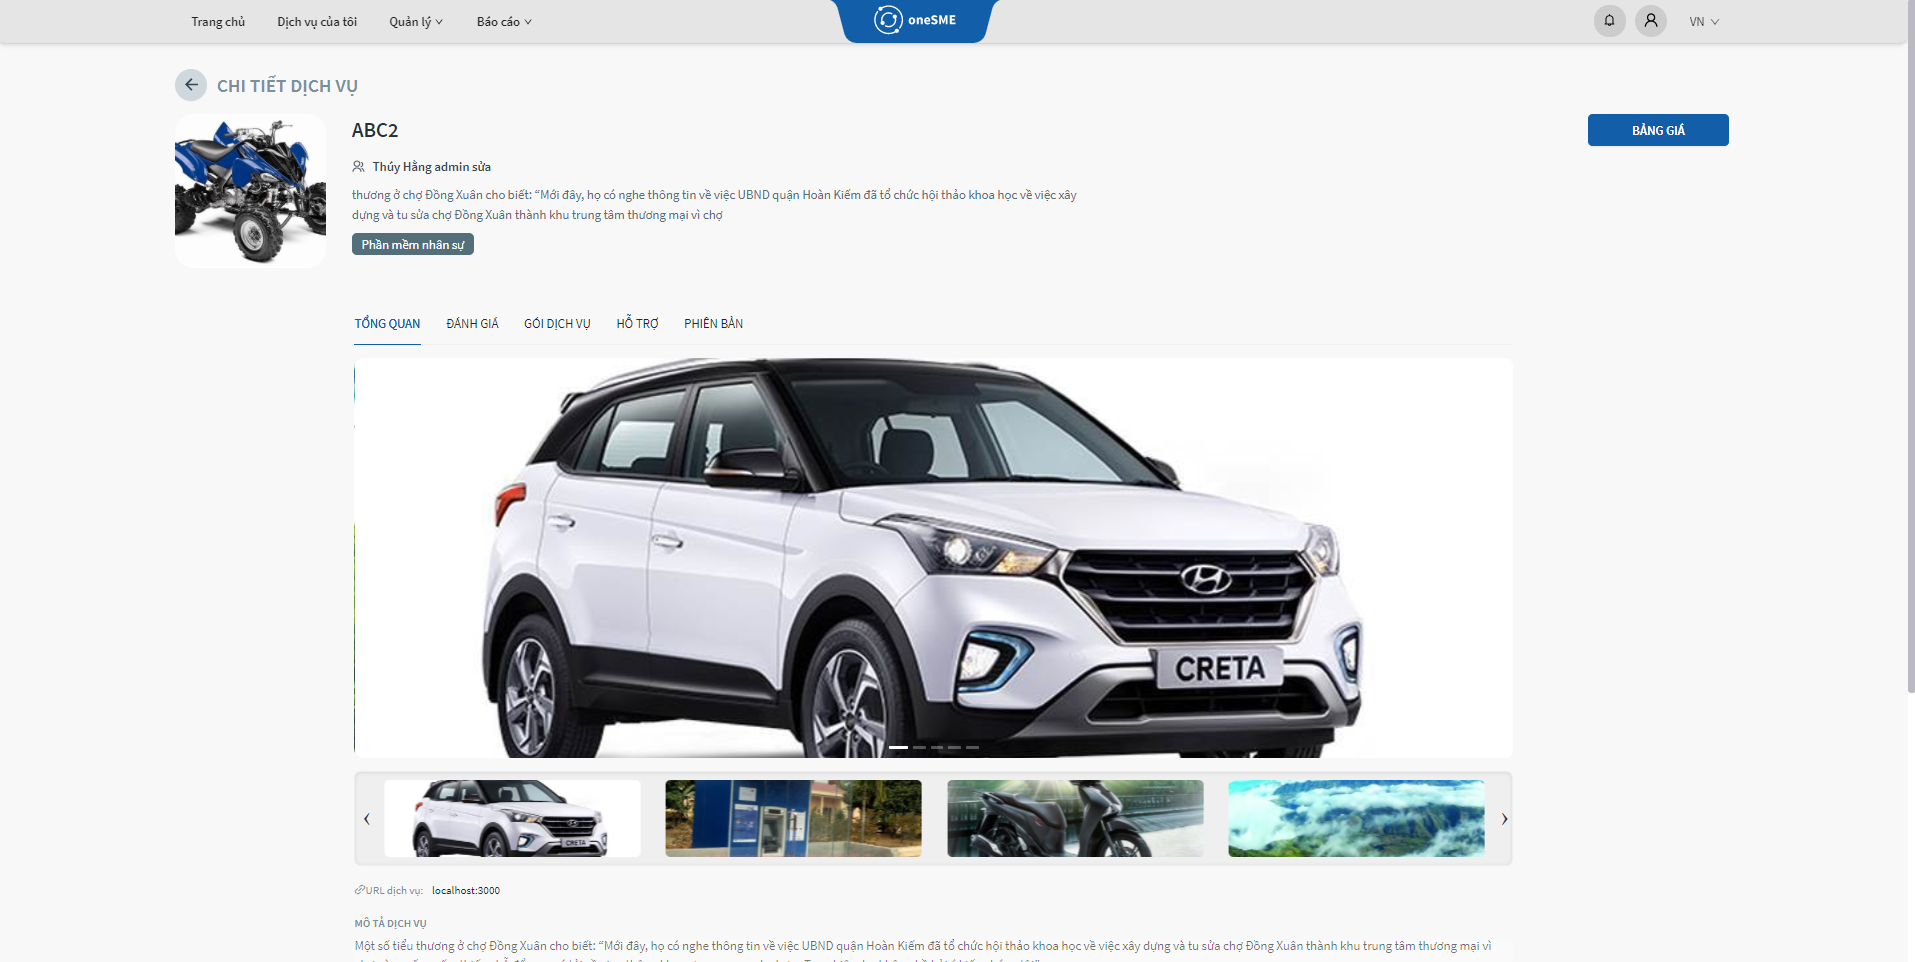 Trang chủ
Dịch vụ của tôi
Quản lý
Báo cáo
oneSME
VN
CHI TIẾT DỊCH VỤ
ABC2
BẢNG GIÁ
Thúy Hằng admin sửa
thương ở chợ Đồng Xuân cho biết: “Mới đây, họ có nghe thông tin về việc UBND quận Hoàn Kiếm đã tổ chức hội thảo khoa học về việc xây
dựng và tu sửa chợ Đồng Xuân thành khu trung tâm thương mại vì chợ
Phần mềm nhân sự
TỔNG QUAN
ĐÁNH GIÁ
GÓI DỊCH VỤ
HỖ TRỢ
PHIÊN BẢN
CRETA
CRETA
URL dịch vụ: localhost:3000
MÔ TẢ DỊCH VỤ
Một số tiểu thương ở chợ Đồng Xuân cho biết: “Mới đây, họ có nghe thông tin về việc UBND quận Hoàn Kiếm đã tổ chức hội thảo khoa học về việc xây dựng và tu sửa chợ Đồng Xuân thành khu trung tâm thương mại vì